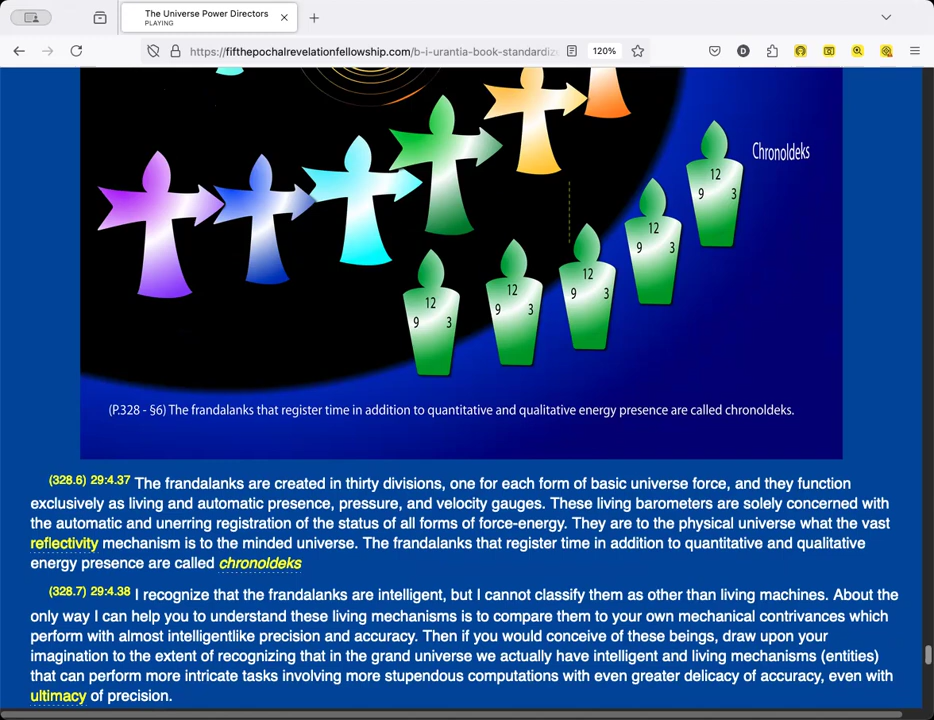 The Universe Power Directors
PLAYING
https://fifthepochalrevelationfellowship.com/b-i-urantia-book-standardiz
120%
Chronoldeks
12
9 3
12
9 3
12
9 3
12
9 3
12
9 3
(P.328 - §6) The frandalanks that register time in addition to quantitative and qualitative energy presence are called chronoldeks.
(328.6) 29:4.37 The frandalanks are created in thirty divisions, one for each form of basic universe force, and they function
exclusively as living and automatic presence, pressure, and velocity gauges. These living barometers are solely concerned with
the automatic and unerring registration of the status of all forms of force-energy. They are to the physical universe what the vast
reflectivity mechanism is to the minded universe. The frandalanks that register time in addition to quantitative and qualitative
energy presence are called chronoldeks
(328.7) 29:4.38 I recognize that the frandalanks are intelligent, but I cannot classify them as other than living machines. About the
only way I can help you to understand these living mechanisms is to compare them to your own mechanical contrivances which
perform with almost intelligentlike precision and accuracy. Then if you would conceive of these beings, draw upon your
imagination to the extent of recognizing that in the grand universe we actually have intelligent and living mechanisms (entities)
that can perform more intricate tasks involving more stupendous computations with even greater delicacy of accuracy, even with
ultimacy of precision.